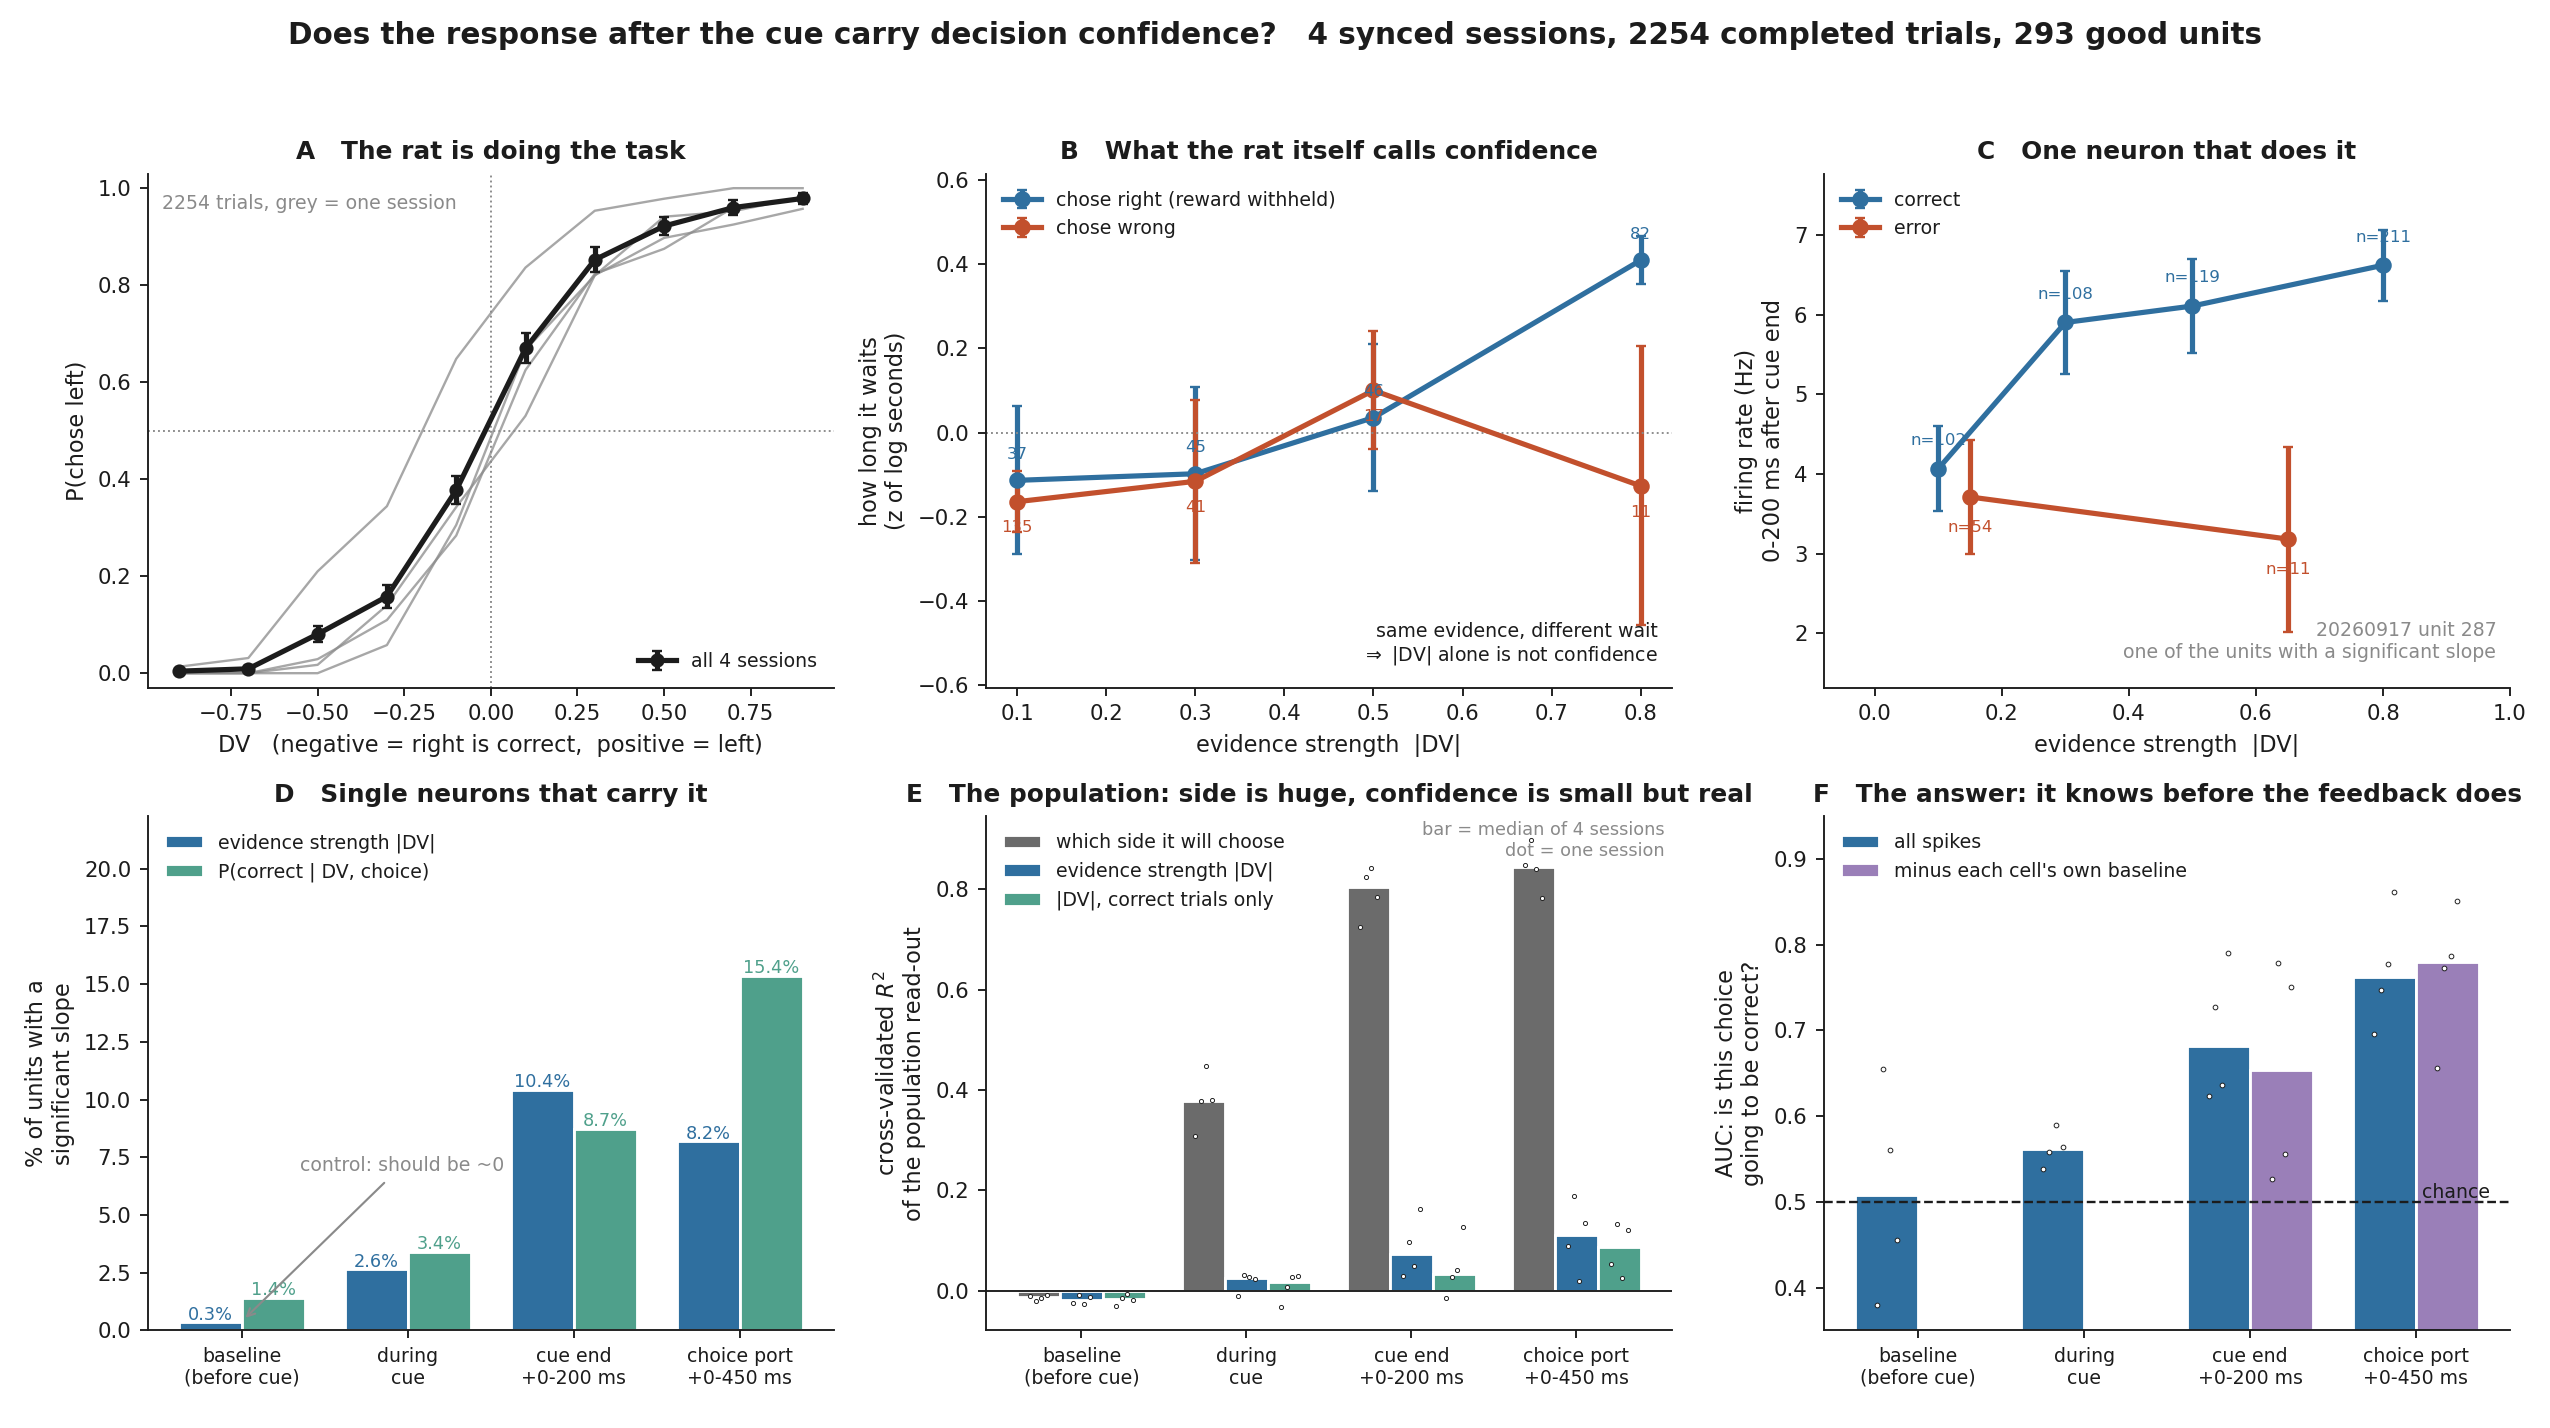 Does the response after the cue carry decision confidence?   4 synced sessions, 2254 completed trials, 293 good units
A   The rat is doing the task
2254 trials, grey = one session
all 4 sessions
P(chose left)
1.0
0.8
0.6
0.4
0.2
0.0
−0.75 −0.50 −0.25 0.00 0.25 0.50 0.75
DV   (negative = right is correct,  positive = left)
B   What the rat itself calls confidence
chose right (reward withheld)
chose wrong
how long it waits
(z of log seconds)
0.6
0.4
0.2
0.0
−0.2
−0.4
−0.6
82
37
45
135
41
11
same evidence, different wait
⇒ |DV| alone is not confidence
0.1 0.2 0.3 0.4 0.5 0.6 0.7 0.8
evidence strength  |DV|
C   One neuron that does it
correct
error
firing rate (Hz)
0-200 ms after cue end
7
6
5
4
3
2
n=102
n=108
n=119
n=211
n=54
n=11
20260917 unit 287
one of the units with a significant slope
0.0 0.2 0.4 0.6 0.8 1.0
evidence strength  |DV|
D   Single neurons that carry it
evidence strength |DV|
P(correct | DV, choice)
% of units with a
significant slope
20.0
17.5
15.0
12.5
10.0
7.5
5.0
2.5
0.0
control: should be ~0
0.3%
1.4%
2.6%
3.4%
10.4%
8.7%
8.2%
15.4%
baseline
(before cue)
during
cue
cue end
+0-200 ms
choice port
+0-450 ms
E   The population: side is huge, confidence is small but real
which side it will choose
evidence strength |DV|
|DV|, correct trials only
bar = median of 4 sessions
dot = one session
cross-validated R²
of the population read-out
0.8
0.6
0.4
0.2
0.0
baseline
(before cue)
during
cue
cue end
+0-200 ms
choice port
+0-450 ms
F   The answer: it knows before the feedback does
all spikes
minus each cell's own baseline
AUC: is this choice
going to be correct?
0.9
0.8
0.7
0.6
0.5
0.4
chance
baseline
(before cue)
during
cue
cue end
+0-200 ms
choice port
+0-450 ms